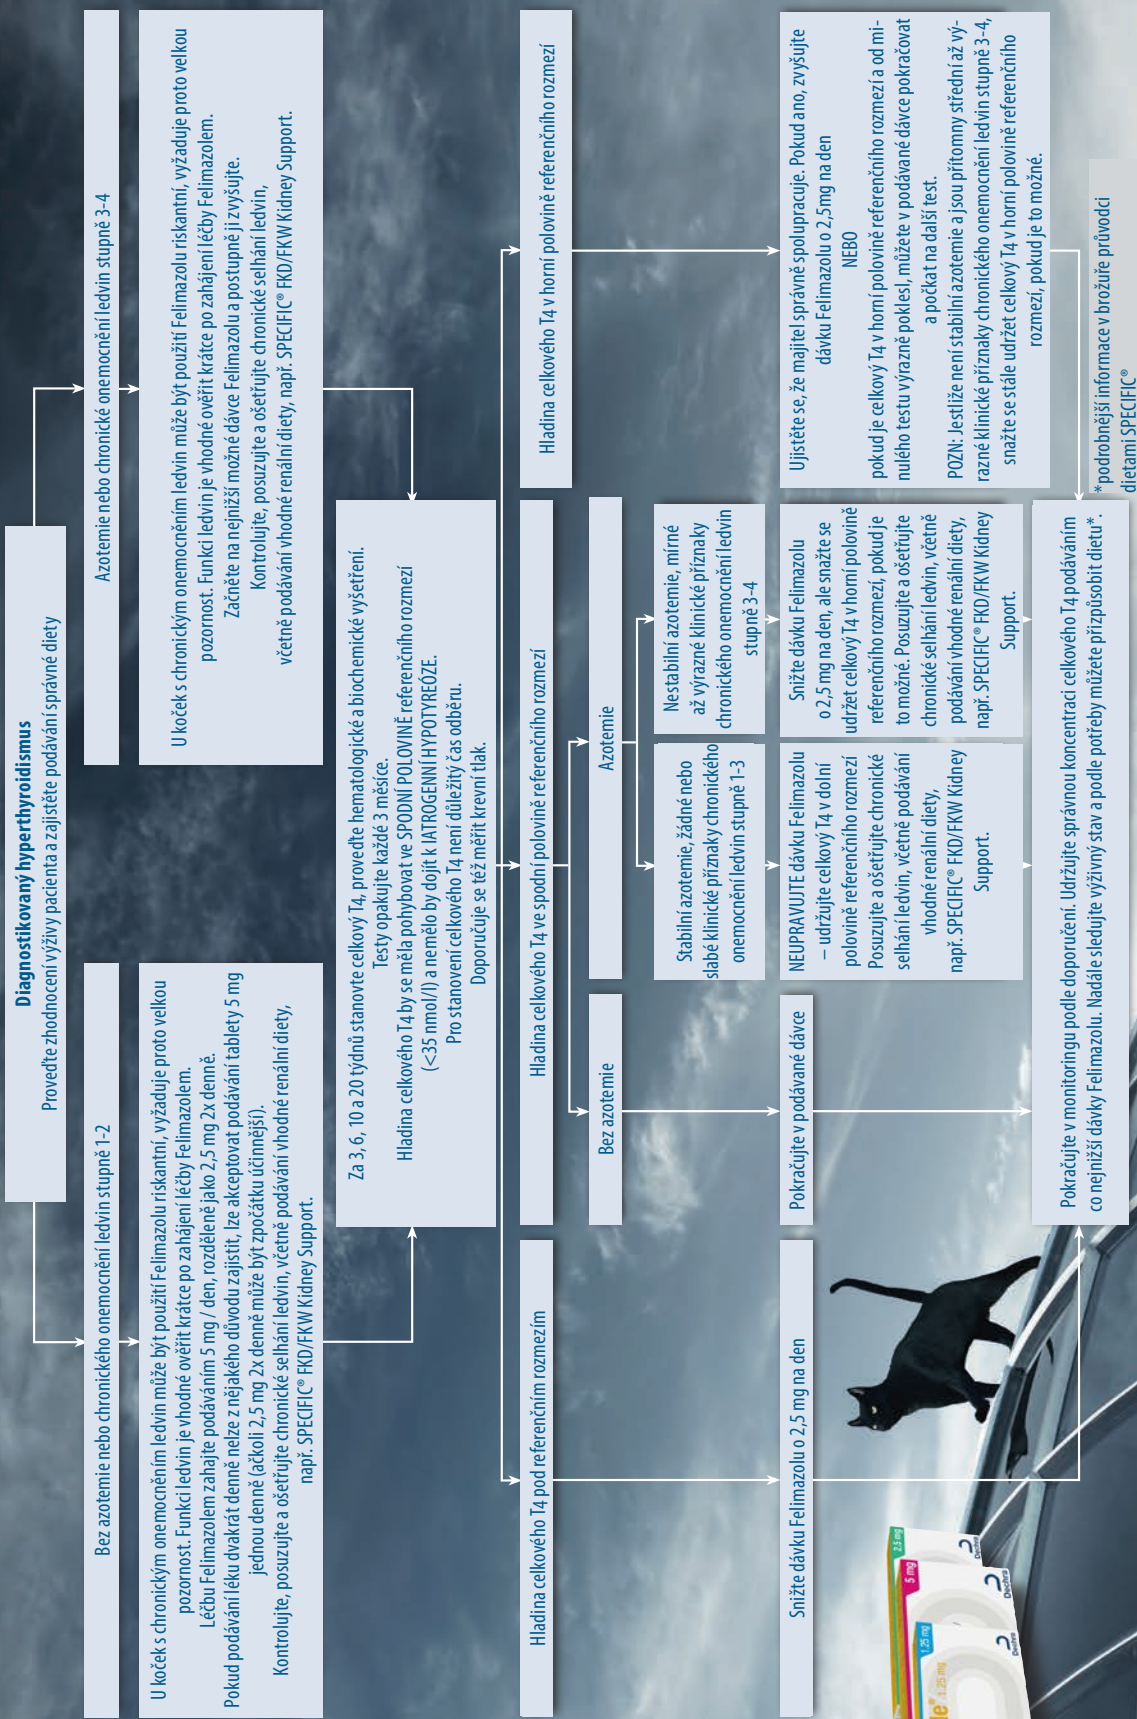 Diagnostikovaný hyperthyroidismus
Proveďte zhodnocení výživy pacienta a zajistěte podávání správné diety
Bez azotemie nebo chronického onemocnění ledvin stupně 1-2
U koček s chronickým onemocněním ledvin může být použití Felimazolu riskantní, vyžaduje proto velkou
pozornost. Funkci ledvin je vhodné ověřit krátce po zahájení léčby Felimazolem.
Léčbu Felimazolem zahajte podáváním 5 mg / den, rozděleně jako 2,5 mg 2x denně.
Pokud podávání léku dvakrát denně nelze z nějakého důvodu zajistit, lze akceptovat podávání tablety 5 mg
jednou denně (ačkoli 2,5 mg 2x denně může být zpočátku účinnější).
Kontrolujte, posuzujte a ošetřujte chronické selhání ledvin, včetně podávání vhodné renální diety,
např. SPECIFIC® FKD/FKW Kidney Support.
Azotemie nebo chronické onemocnění ledvin stupně 3-4
U koček s chronickým onemocněním ledvin může být použití Felimazolu riskantní, vyžaduje proto velkou
pozornost. Funkci ledvin je vhodné ověřit krátce po zahájení léčby Felimazolem.
Začněte na nejnižší možné dávce Felimazolu a postupně ji zvyšujte.
Kontrolujte, posuzujte a ošetřujte chronické selhání ledvin,
včetně podávání vhodné renální diety, např. SPECIFIC® FKD/FKW Kidney Support.
Za 3, 6, 10 a 20 týdnů stanovte celkový T4, proveďte hematologické a biochemické vyšetření.
Testy opakujte každé 3 měsíce.
Hladina celkového T4 by se měla pohybovat ve SPODNÍ POLOVINĚ referenčního rozmezí
(<35 nmol/l) a nemělo by dojít k IATROGENNÍ HYPOTYREÓZE.
Pro stanovení celkového T4 není důležitý čas odběru.
Doporučuje se též měřit krevní tlak.
Hladina celkového T4 pod referenčním rozmezím
Hladina celkového T4 ve spodní polovině referenčního rozmezí
Hladina celkového T4 v horní polovině referenčního rozmezí
Bez azotemie
Azotemie
Stabilní azotemie, žádné nebo
slabé klinické příznaky chronického
onemocnění ledvin stupně 1-3
Nestabilní azotemie, mírné
až výrazné klinické příznaky
chronického onemocnění ledvin
stupně 3-4
Snižte dávku Felimazolu o 2,5 mg na den
Pokračujte v podávané dávce
NEUPRAVUJTE dávku Felimazolu
– udržujte celkový T4 v dolní
polovině referenčního rozmezí
Posuzujte a ošetřujte chronické
selhání ledvin, včetně podávání
vhodné renální diety,
např. SPECIFIC® FKD/FKW Kidney
Support.
Snižte dávku Felimazolu
o 2,5 mg na den, ale snažte se
udržet celkový T4 v horní polovině
referenčního rozmezí, pokud je
to možné. Posuzujte a ošetřujte
chronické selhání ledvin, včetně
podávání vhodné renální diety,
např. SPECIFIC® FKD/FKW Kidney
Support.
Ujistěte se, že majitel správně spolupracuje. Pokud ano, zvyšujte
dávku Felimazolu o 2,5mg na den
NEBO
pokud je celkový T4 v horní polovině referenčního rozmezí a od mi-
nulého testu výrazně poklesl, můžete v podávané dávce pokračovat
a počkat na další test.
POZN: Jestliže není stabilní azotemie a jsou přítomny střední až vý-
razné klinické příznaky chronického onemocnění ledvin stupně 3-4,
snažte se stále udržet celkový T4 v horní polovině referenčního
rozmezí, pokud je to možné.
Pokračujte v monitoringu podle doporučení. Udržujte správnou koncentraci celkového T4 podáváním
co nejnižší dávky Felimazolu. Nadále sledujte výživný stav a podle potřeby můžete přizpůsobit dietu*.
*podrobnější informace v brožuře průvodci
dietami SPECIFIC®
2,5 mg
5 mg
1.25 mg
le® 1.25 mg
Dechra
Dechra
Dechra